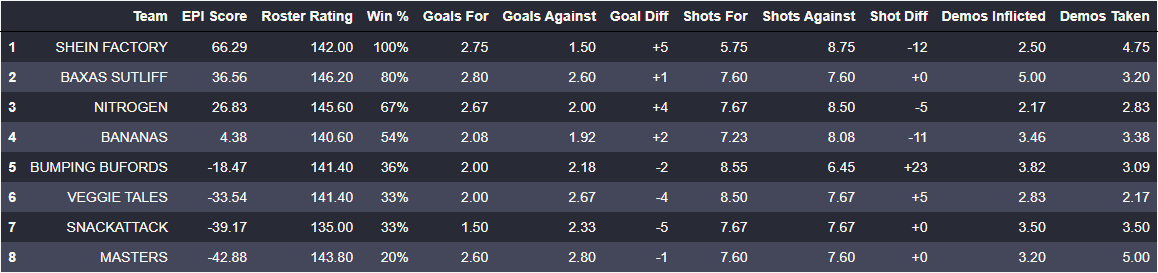 Team EPI Score Roster Rating Win % Goals For Goals Against Goal Diff Shots For Shots Against Shot Diff Demos Inflicted Demos Taken
1 SHEIN FACTORY 66.29 142.00 100% 2.75 1.50 +5 5.75 8.75 -12 2.50 4.75
2 BAXAS SUTLIFF 36.56 146.20 80% 2.80 2.60 +1 7.60 7.60 +0 5.00 3.20
3 NITROGEN 26.83 145.60 67% 2.67 2.00 +4 7.67 8.50 -5 2.17 2.83
4 BANANAS 4.38 140.60 54% 2.08 1.92 +2 7.23 8.08 -11 3.46 3.38
5 BUMPING BUFORDS -18.47 141.40 36% 2.00 2.18 -2 8.55 6.45 +23 3.82 3.09
6 VEGGIE TALES -33.54 141.40 33% 2.00 2.67 -4 8.50 7.67 +5 2.83 2.17
7 SNACKATTACK -39.17 135.00 33% 1.50 2.33 -5 7.67 7.67 +0 3.50 3.50
8 MASTERS -42.88 143.80 20% 2.60 2.80 -1 7.60 7.60 +0 3.20 5.00